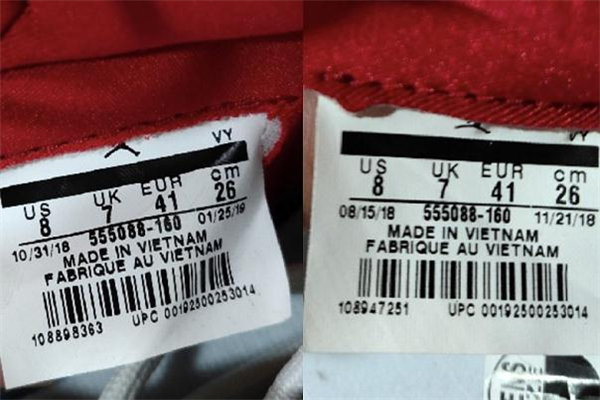 VY
US UK EUR cm
8 7 41 26
10/31/18 555088-160 01/25/19
MADE IN VIETNAM
FABRIQUE AU VIETNAM
108898363 UPC 00192500253014
VY
US UK EUR cm
8 7 41 26
08/15/18 555088-160 11/21/18
MADE IN VIETNAM
FABRIQUE AU VIETNAM
108947251 UPC 00192500253014